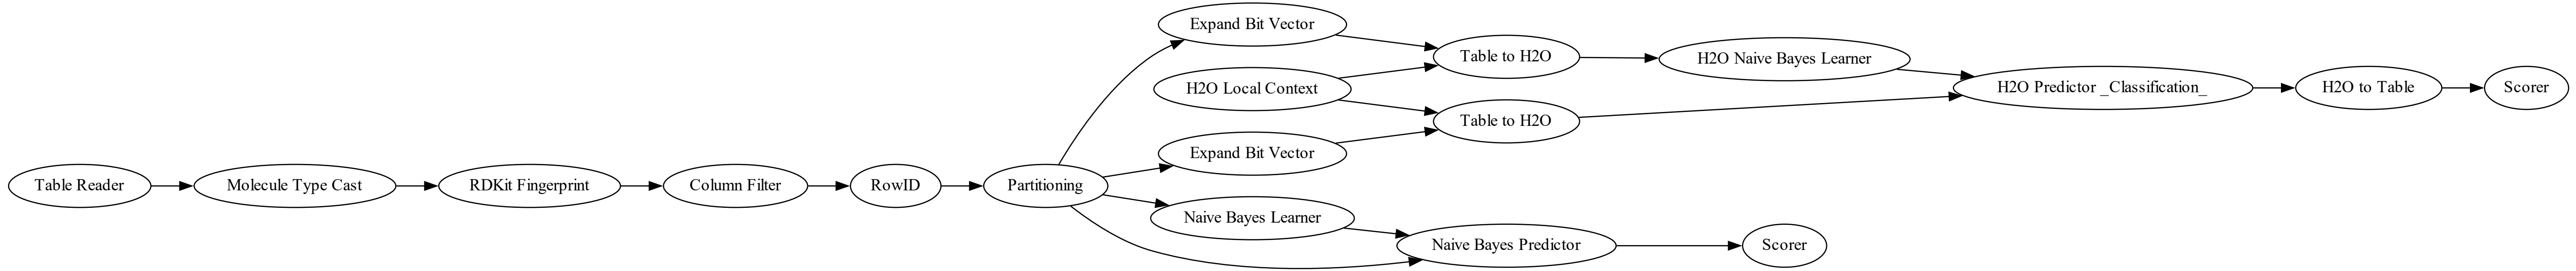 Table Reader
Molecule Type Cast
RDKit Fingerprint
Column Filter
RowID
Partitioning
Expand Bit Vector
H2O Local Context
Expand Bit Vector
Naive Bayes Learner
Table to H2O
Table to H2O
Naive Bayes Predictor
H2O Naive Bayes Learner
Scorer
H2O Predictor _Classification_
H2O to Table
Scorer